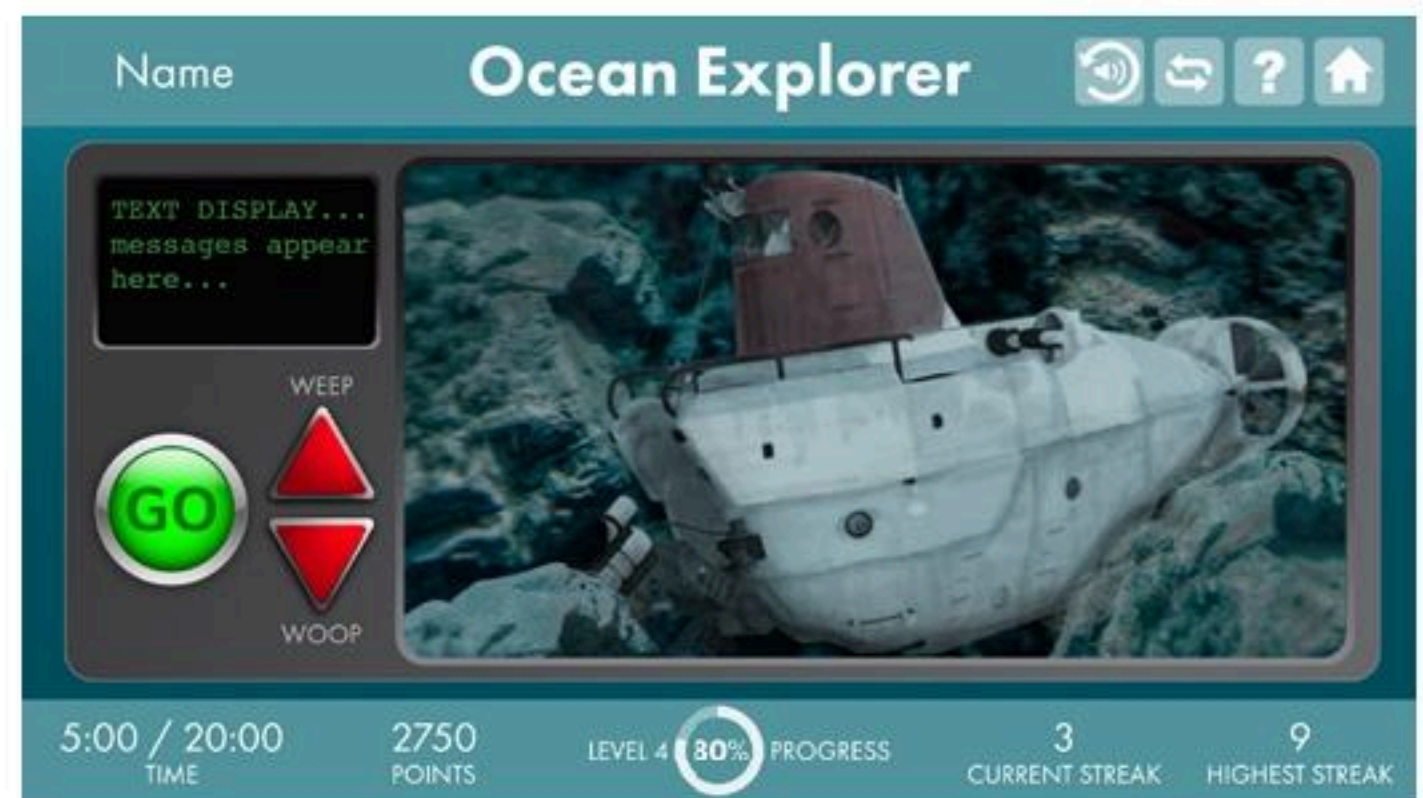 Name
Ocean Explorer
?
TEXT DISPLAY...
messages appear
here...
WEEP
GO
WOOP
5:00 / 20:00
TIME
2750
POINTS
LEVEL 4 80% PROGRESS
3
CURRENT STREAK
9
HIGHEST STREAK